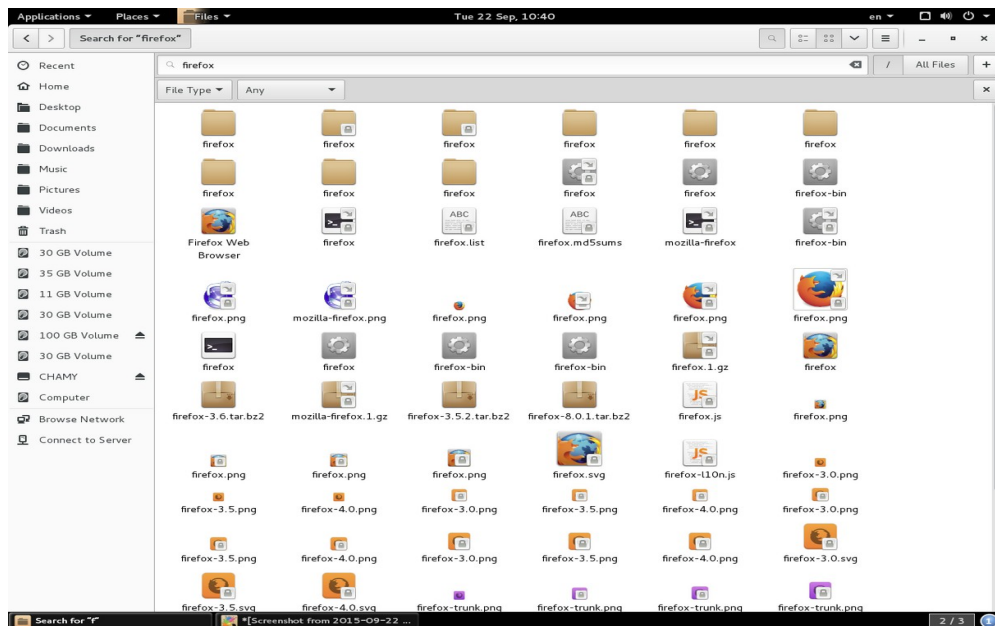 Applications Places Files Tue 22 Sep, 10:40 en
Search for "firefox"
Recent
Home
Desktop
Documents
Downloads
Music
Pictures
Videos
Trash
30 GB Volume
35 GB Volume
11 GB Volume
30 GB Volume
100 GB Volume
30 GB Volume
CHAMY
Computer
Browse Network
Connect to Server
firefox / All Files +
File Type Any
firefox firefox firefox firefox firefox firefox
firefox firefox firefox firefox firefox firefox-bin
ABC ABC
Firefox Web firefox firefox.list firefox.md5sums mozilla-firefox firefox-bin
Browser
firefox.png mozilla-firefox.png firefox.png firefox.png firefox.png firefox.png
firefox firefox firefox-bin firefox-bin firefox.1.gz firefox
JS
firefox-3.6.tar.bz2 mozilla-firefox.1.gz firefox-3.5.2.tar.bz2 firefox-8.0.1.tar.bz2 firefox.js firefox.png
JS
firefox.png firefox.png firefox.png firefox.svg firefox-l10n.js firefox-3.0.png
firefox-3.5.png firefox-4.0.png firefox-3.0.png firefox-3.5.png firefox-4.0.png firefox-3.0.png
firefox-3.5.png firefox-4.0.png firefox-3.0.png firefox-3.5.png firefox-4.0.png firefox-3.0.svg
firefox-3.5.svg firefox-4.0.svg firefox-trunk.png firefox-trunk.png firefox-trunk.png firefox-trunk.png
Search for "f" *[Screenshot from 2015-09-22 ... 2 / 3 1